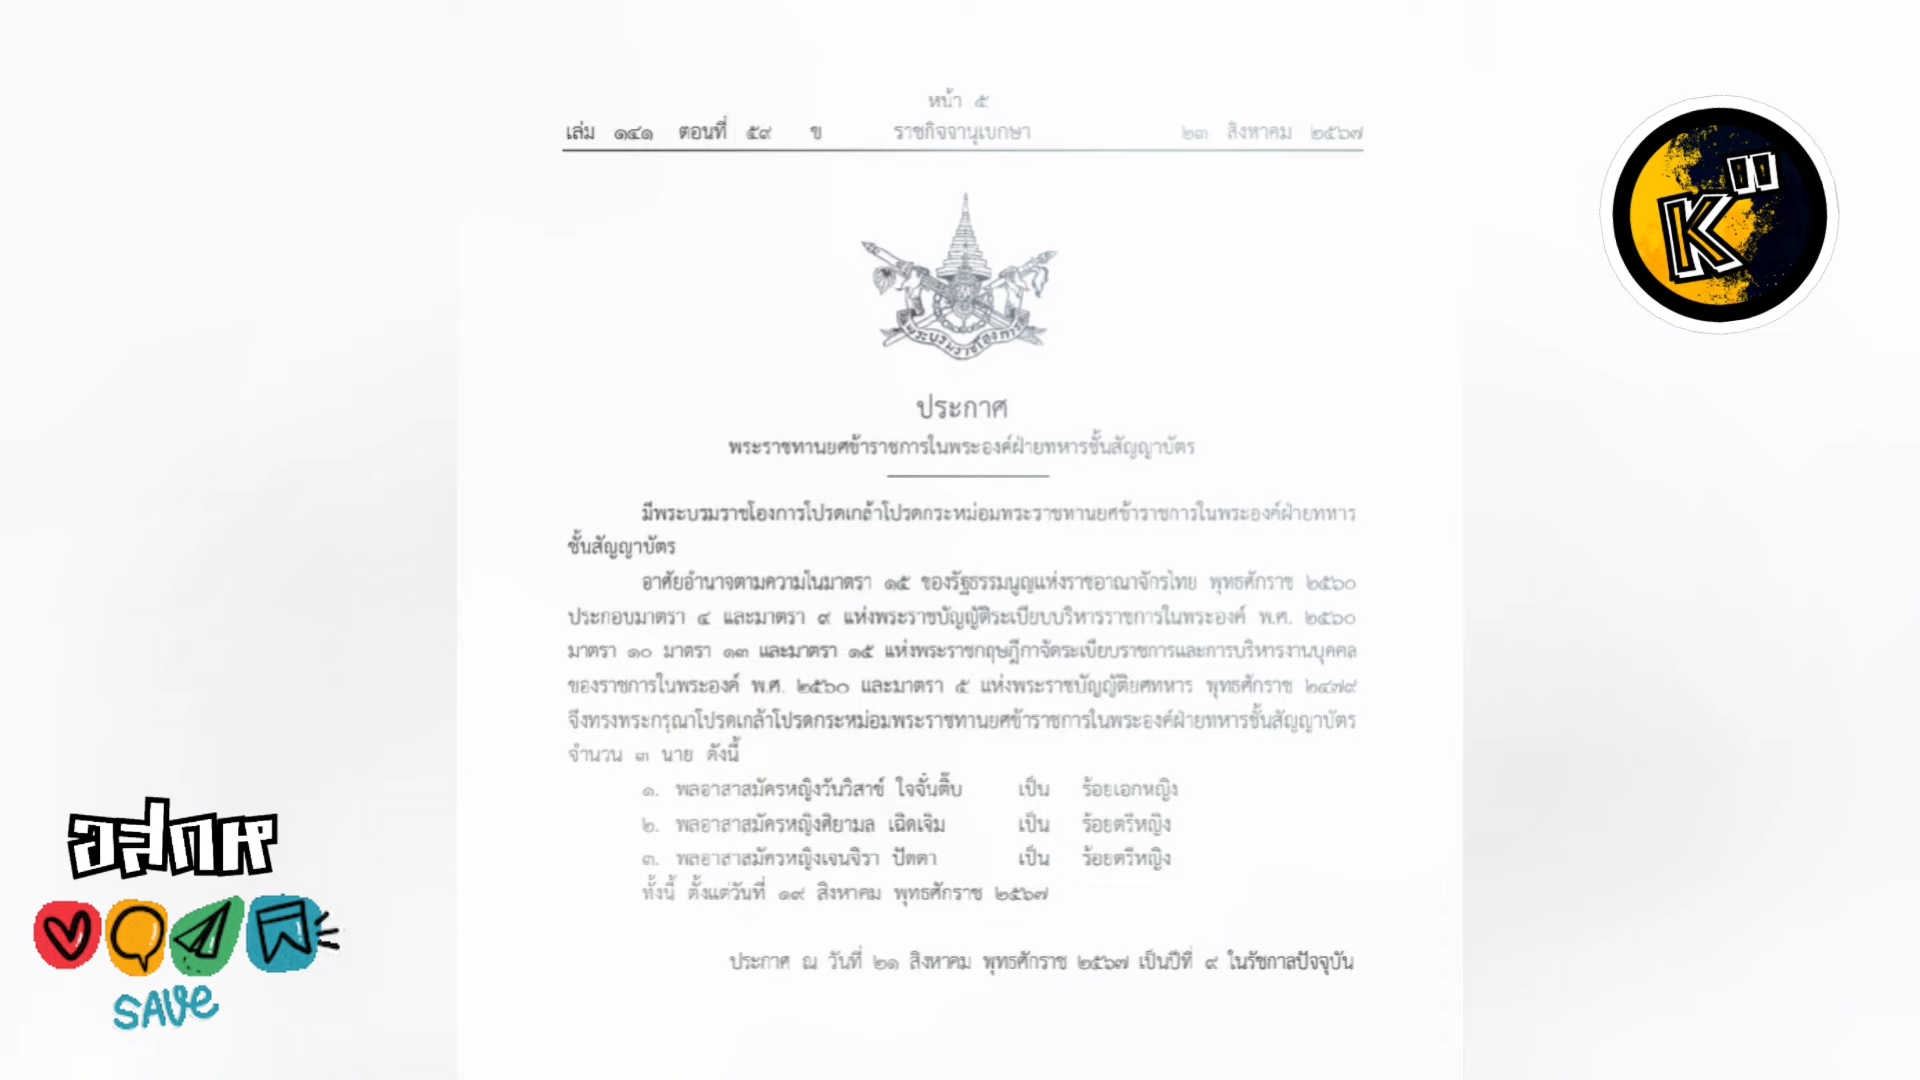 หน้า ๕
เล่ม ๑๔๑ ตอนที่ ๕๙ ข ราชกิจจานุเบกษา ๒๓ สิงหาคม ๒๕๖๗
พระบรมราชโองการ
ประกาศ
พระราชทานยศข้าราชการในพระองค์ฝ่ายทหารชั้นสัญญาบัตร
มีพระบรมราชโองการโปรดเกล้าโปรดกระหม่อมพระราชทานยศข้าราชการในพระองค์ฝ่ายทหาร
ชั้นสัญญาบัตร
อาศัยอำนาจตามความในมาตรา ๑๕ ของรัฐธรรมนูญแห่งราชอาณาจักรไทย พุทธศักราช ๒๕๖๐
ประกอบมาตรา ๔ และมาตรา ๙ แห่งพระราชบัญญัติระเบียบบริหารราชการในพระองค์ พ.ศ. ๒๕๖๐
มาตรา ๑๐ มาตรา ๑๓ และมาตรา ๑๕ แห่งพระราชกฤษฎีกาจัดระเบียบราชการและการบริหารงานบุคคล
ของราชการในพระองค์ พ.ศ. ๒๕๖๐ และมาตรา ๕ แห่งพระราชบัญญัติยศทหาร พุทธศักราช ๒๔๗๙
จึงทรงพระกรุณาโปรดเกล้าโปรดกระหม่อมพระราชทานยศข้าราชการในพระองค์ฝ่ายทหารชั้นสัญญาบัตร
จำนวน ๓ นาย ดังนี้
๑. พลอาสาสมัครหญิงวันวิสาข์ ใจจั่นติ๊บ เป็น ร้อยเอกหญิง
๒. พลอาสาสมัครหญิงศิยามล เฉิดเจิม เป็น ร้อยตรีหญิง
๓. พลอาสาสมัครหญิงเจนจิรา ปัตตา เป็น ร้อยตรีหญิง
ทั้งนี้ ตั้งแต่วันที่ ๑๙ สิงหาคม พุทธศักราช ๒๕๖๗
ประกาศ ณ วันที่ ๒๑ สิงหาคม พุทธศักราช ๒๕๖๗ เป็นปีที่ ๙ ในรัชกาลปัจจุบัน
K"
อสกห
SAVe